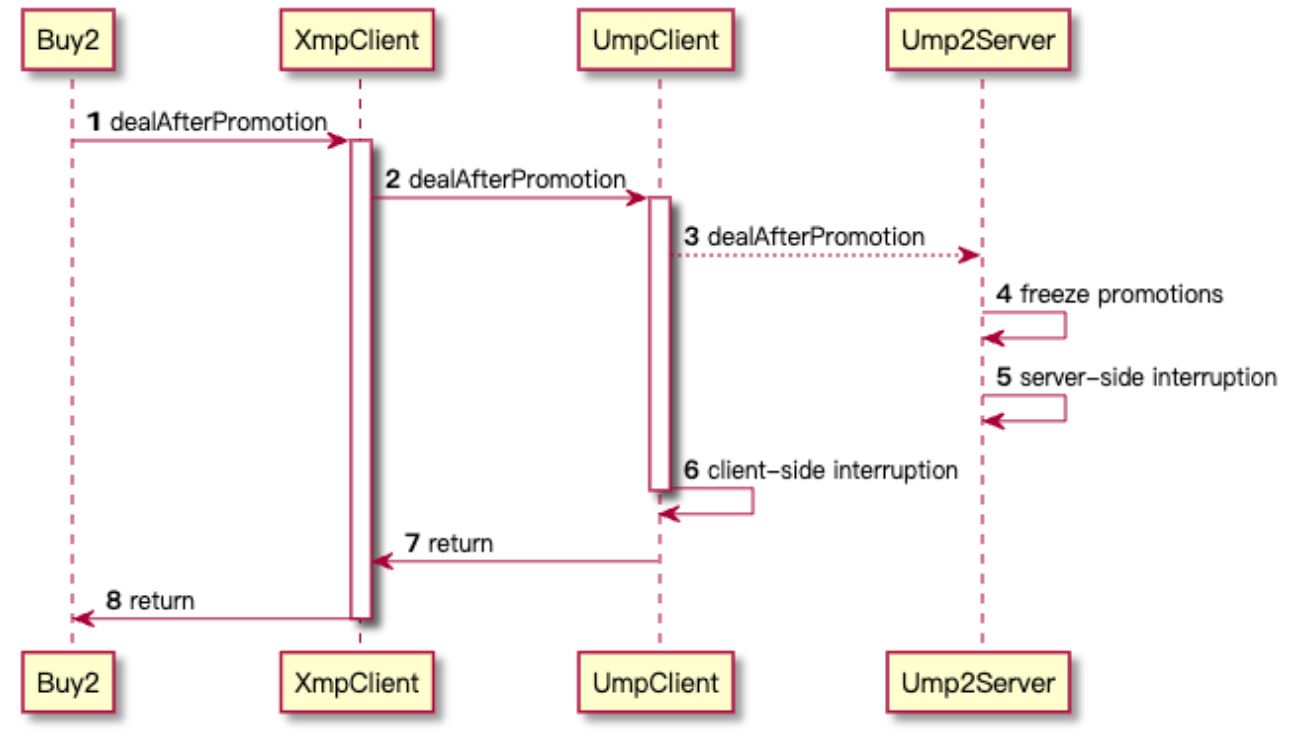 Buy2
XmpClient
UmpClient
Ump2Server
1 dealAfterPromotion
2 dealAfterPromotion
3 dealAfterPromotion
4 freeze promotions
5 server-side interruption
6 client-side interruption
7 return
8 return
Buy2
XmpClient
UmpClient
Ump2Server